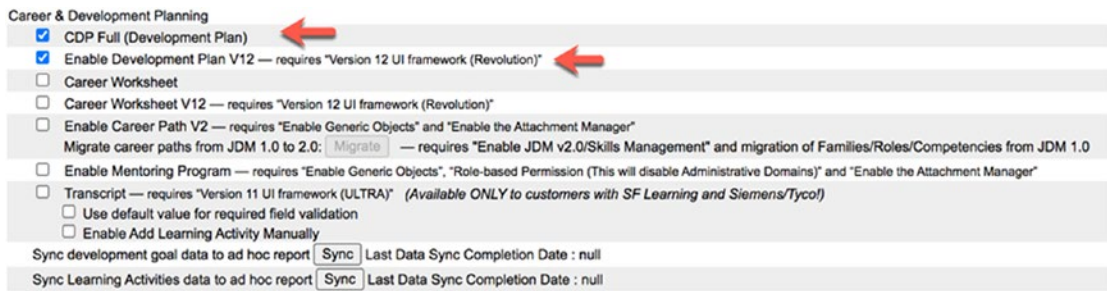 Career & Development Planning
CDP Full (Development Plan)
Enable Development Plan V12 — requires "Version 12 UI framework (Revolution)"
Career Worksheet
Career Worksheet V12 — requires "Version 12 UI framework (Revolution)"
Enable Career Path V2 — requires "Enable Generic Objects" and "Enable the Attachment Manager"
Migrate career paths from JDM 1.0 to 2.0: Migrate — requires "Enable JDM v2.0/Skills Management" and migration of Families/Roles/Competencies from JDM 1.0
Enable Mentoring Program — requires "Enable Generic Objects", "Role-based Permission (This will disable Administrative Domains)" and "Enable the Attachment Manager"
Transcript — requires "Version 11 UI framework (ULTRA)" (Available ONLY to customers with SF Learning and Siemens/Tyco!)
Use default value for required field validation
Enable Add Learning Activity Manually
Sync development goal data to ad hoc report Sync Last Data Sync Completion Date : null
Sync Learning Activities data to ad hoc report Sync Last Data Sync Completion Date : null